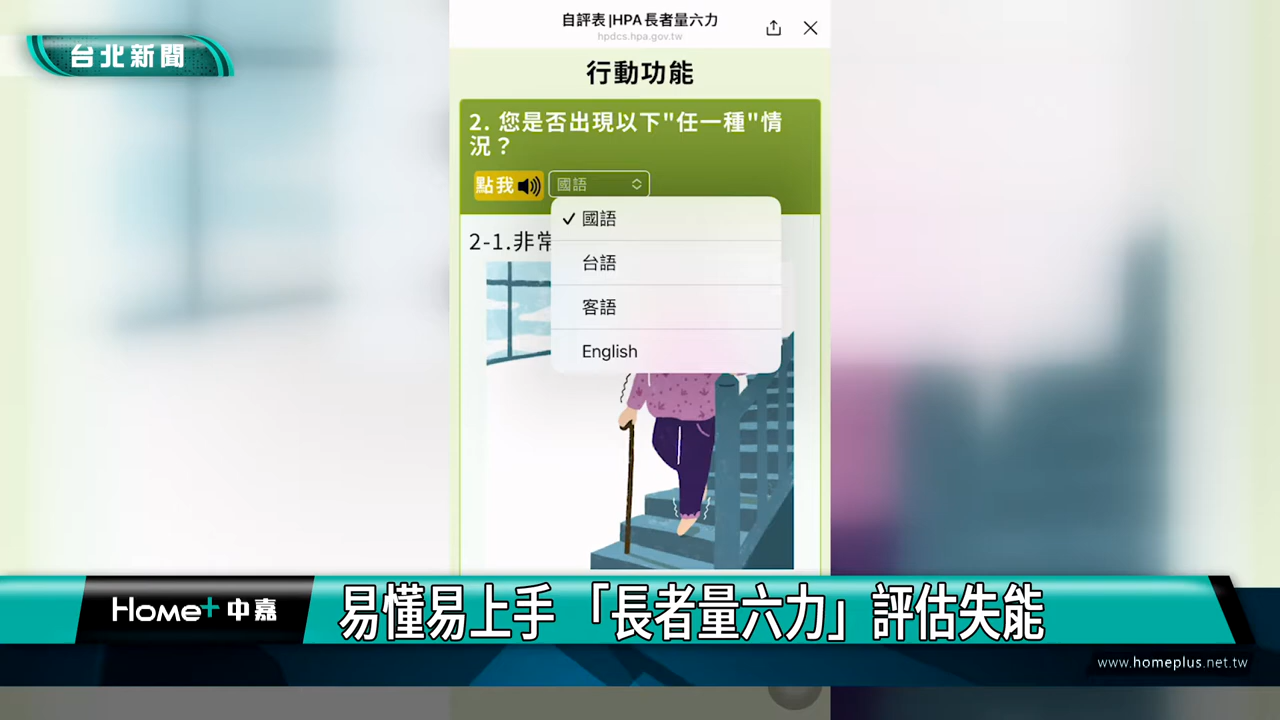 自評表|HPA長者量六力
hpdcs.hpa.gov.tw
台北新聞
行動功能
2. 您是否出現以下"任一種"情
況？
點我
國語
國語
2-1.非常
台語
客語
English
Home+ 中嘉
易懂易上手 「長者量六力」評估失能
www.homeplus.net.tw